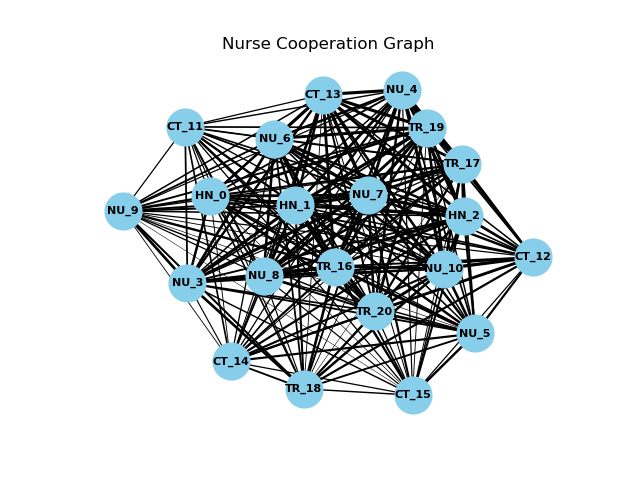 Nurse Cooperation Graph
NU_4
CT_13
CT_11
TR_19
NU_6
TR_17
NU_7
HN_0
HN_1
NU_9
HN_2
CT_12
TR_16
NU_10
NU_8
NU_3
TR_20
NU_5
CT_14
TR_18
CT_15